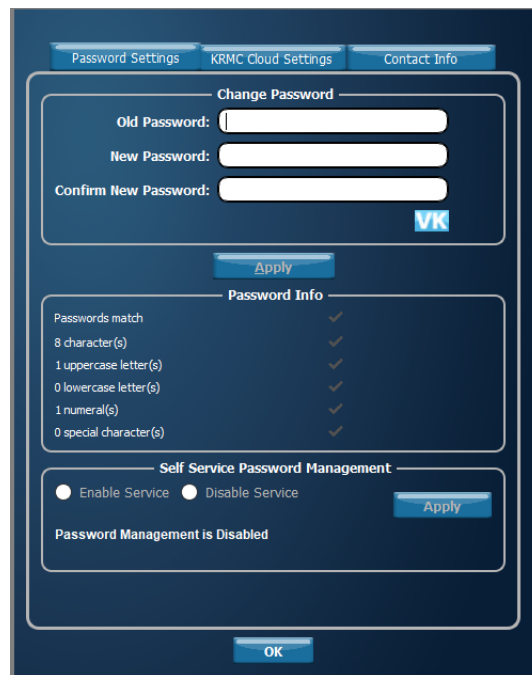 Password Settings KRMC Cloud Settings Contact Info
Change Password
Old Password:
New Password:
Confirm New Password:
VK
Apply
Password Info
Passwords match
8 character(s)
1 uppercase letter(s)
0 lowercase letter(s)
1 numeral(s)
0 special character(s)
Self Service Password Management
Enable Service Disable Service
Apply
Password Management is Disabled
OK